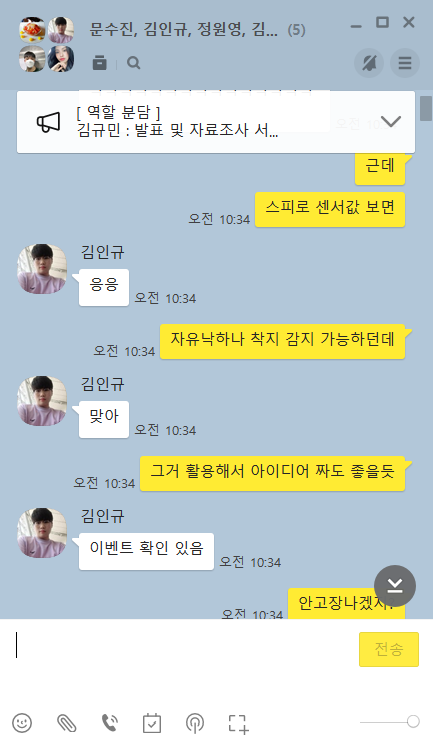 문수진, 김인규, 정원영, 김... (5)
[ 역할 분담 ]
김규민 : 발표 및 자료조사 서...
근데
스피로 센서값 보면
오전 10:34
김인규
응응
오전 10:34
자유낙하나 착지 감지 가능하던데
오전 10:34
김인규
맞아
오전 10:34
그거 활용해서 아이디어 짜도 좋을듯
오전 10:34
김인규
이벤트 확인 있음
오전 10:34
안고장나겠지?
오전 10:34
전송